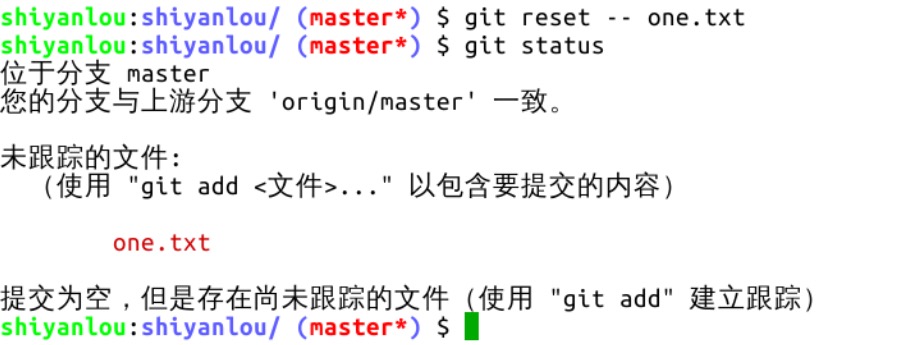 shiyanlou:shiyanlou/ (master*) $ git reset -- one.txt
shiyanlou:shiyanlou/ (master*) $ git status
位于分支 master
您的分支与上游分支 'origin/master' 一致。
未跟踪的文件:
（使用 "git add <文件>..." 以包含要提交的内容）
one.txt
提交为空，但是存在尚未跟踪的文件（使用 "git add" 建立跟踪）
shiyanlou:shiyanlou/ (master*) $